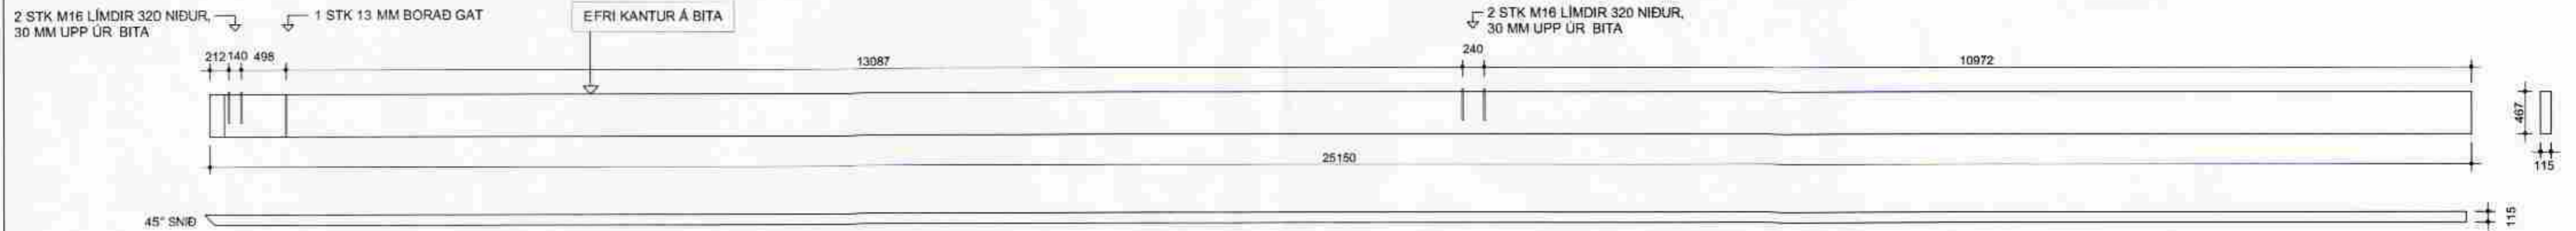 2 STK M16 LÍMDIR 320 NIÐUR,
30 MM UPP ÚR BITA
1 STK 13 MM BORAÐ GAT
EFRI KANTUR Á BITA
2 STK M16 LÍMDIR 320 NIÐUR,
30 MM UPP ÚR BITA
212 140 498
13087
240
10972
467
25150
115
45° SNIÐ
115